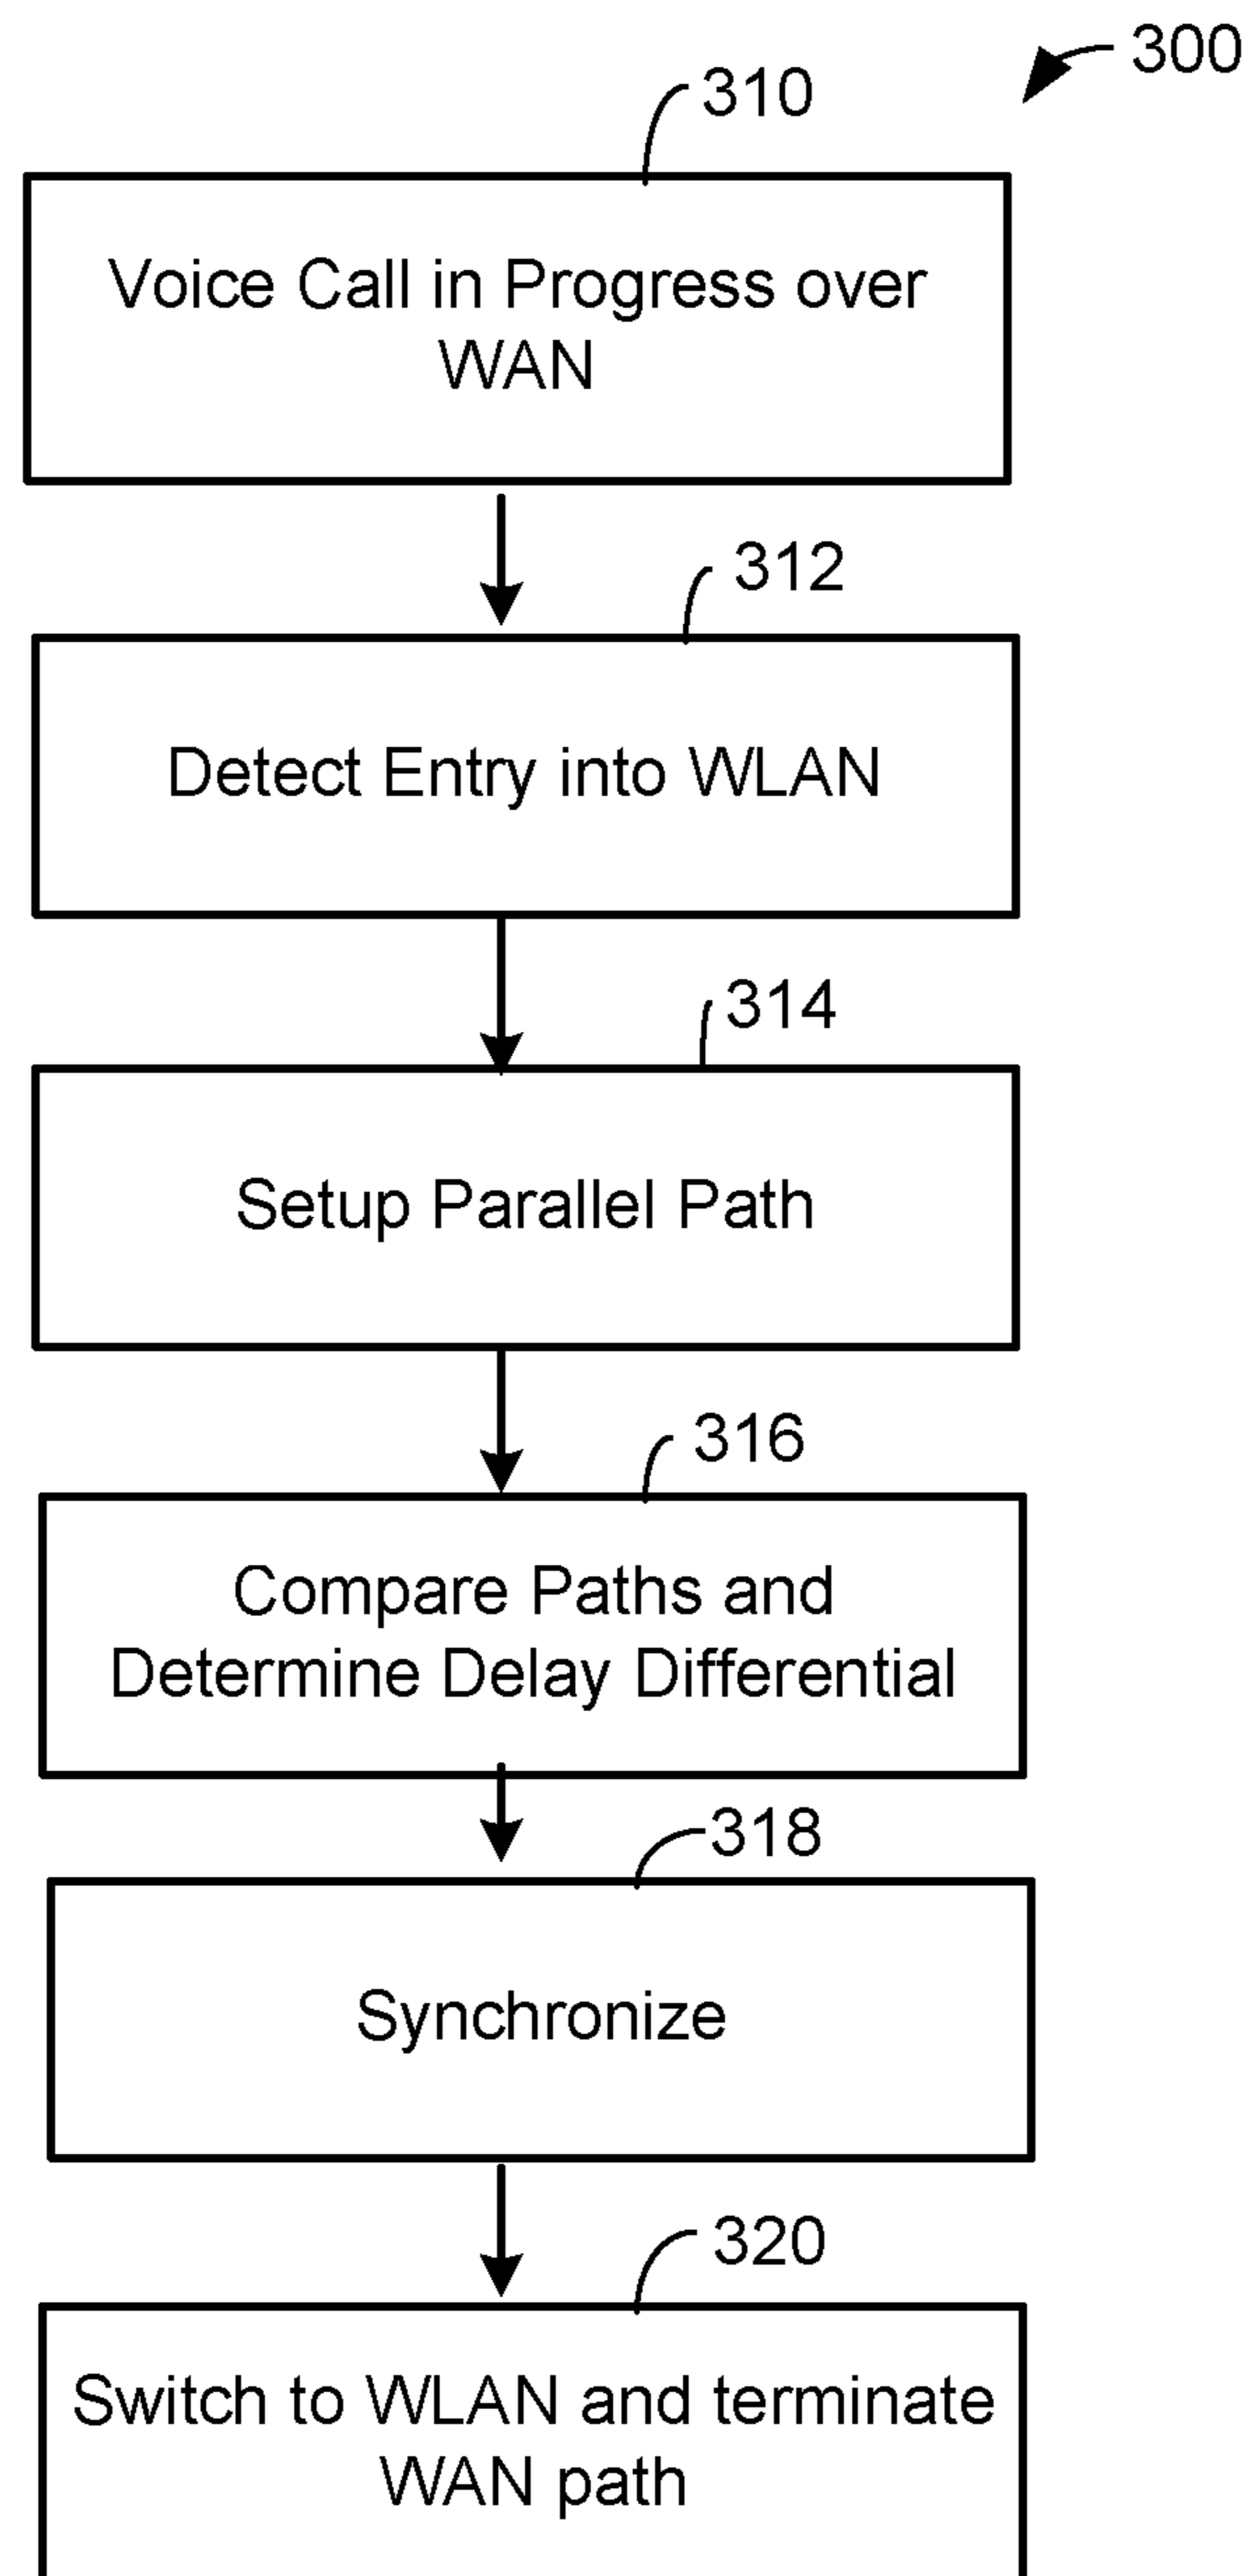 300
310
Voice Call in Progress over
WAN
312
Detect Entry into WLAN
314
Setup Parallel Path
316
Compare Paths and
Determine Delay Differential
318
Synchronize
320
Switch to WLAN and terminate
WAN path